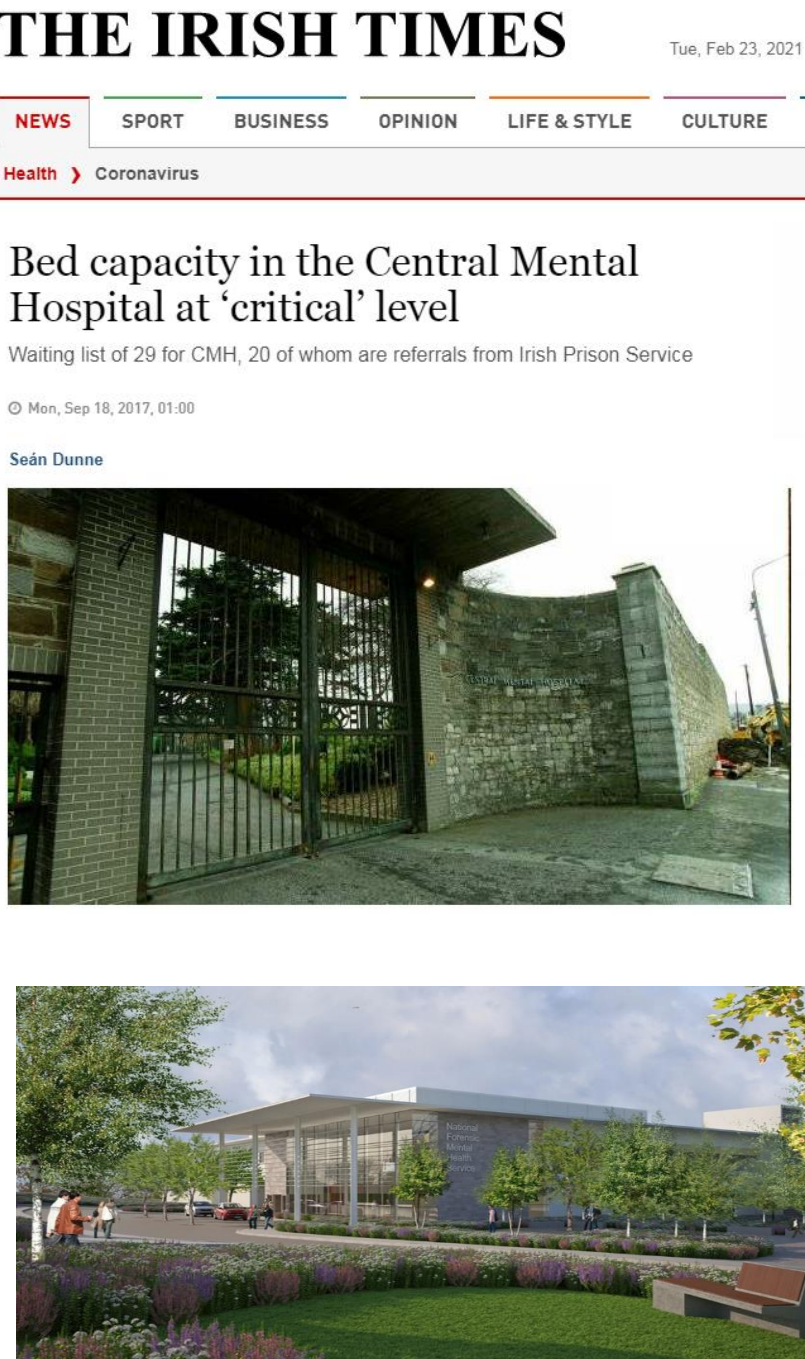 THE IRISH TIMES
Tue, Feb 23, 2021
NEWS SPORT BUSINESS OPINION LIFE & STYLE CULTURE
Health ❯ Coronavirus
Bed capacity in the Central Mental
Hospital at ‘critical’ level
Waiting list of 29 for CMH, 20 of whom are referrals from Irish Prison Service
Mon, Sep 18, 2017, 01:00
Seán Dunne
CENTRAL MENTAL HOSPITAL
National
Forensic
Mental
Health
Service